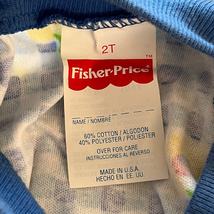 2T
Fisher-Price
TM
NAME / NOMBRE
60% COTTON / ALGODON
40% POLYESTER / POLIESTER
OVER FOR CARE
INSTRUCCIONES AL REVERSO
MADE IN U.S.A.
HECHO EN EE. UU.